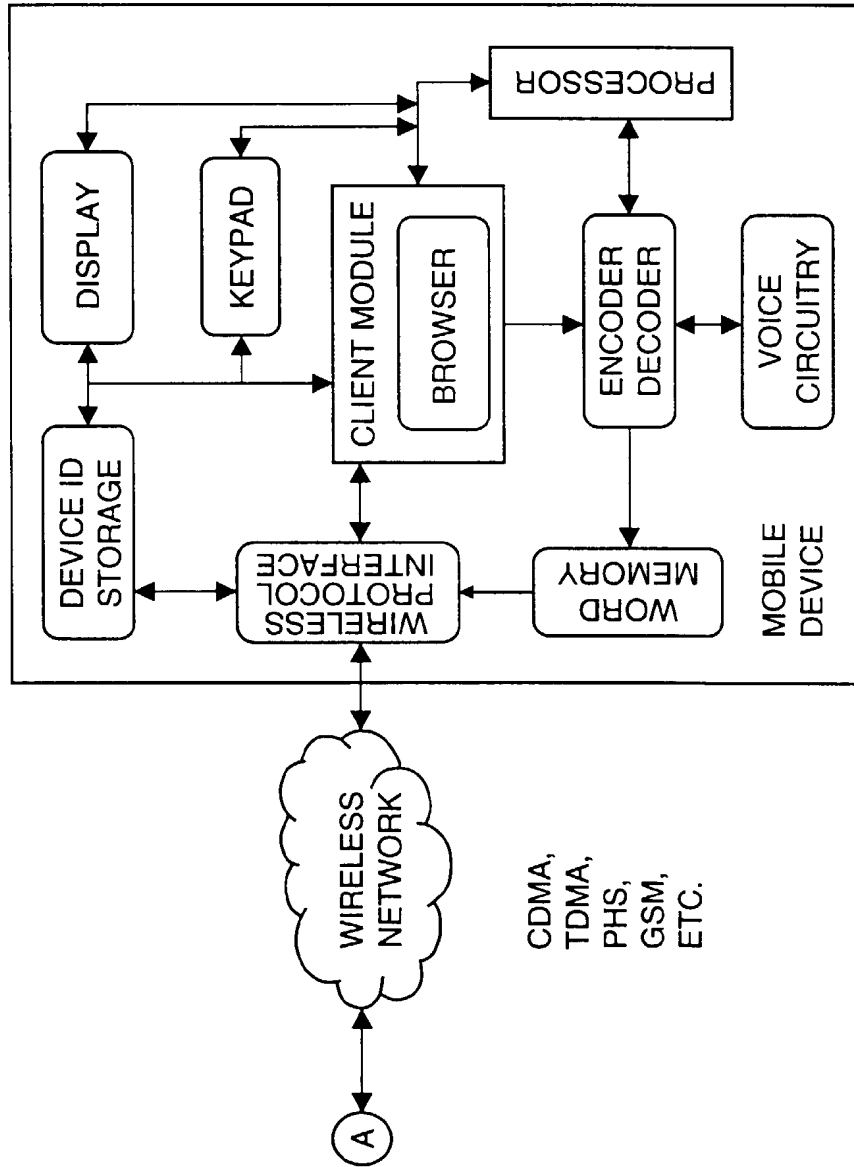 A
WIRELESS
NETWORK
CDMA,
TDMA,
PHS,
GSM,
ETC.
DEVICE ID
STORAGE
WIRELESS
PROTOCOL
INTERFACE
WORD
MEMORY
MOBILE
DEVICE
DISPLAY
KEYPAD
CLIENT MODULE
BROWSER
ENCODER
DECODER
VOICE
CIRCUITRY
PROCESSOR